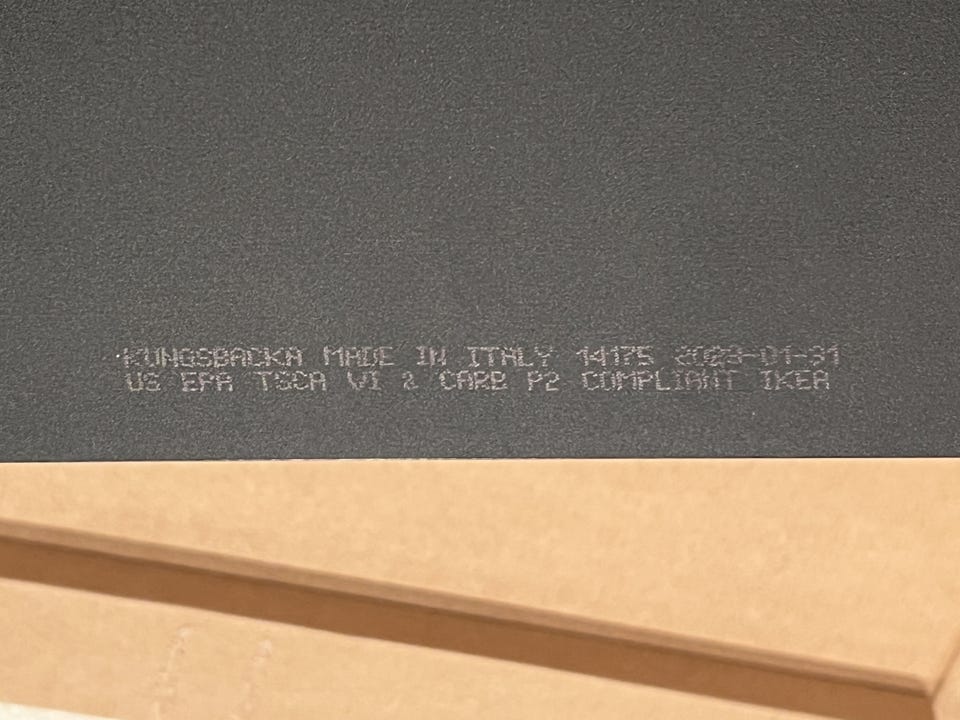 KUNGSBACKA MADE IN ITALY 14175 2023-01-31
US EPA TSCA VI & CARB P2 COMPLIANT IKEA